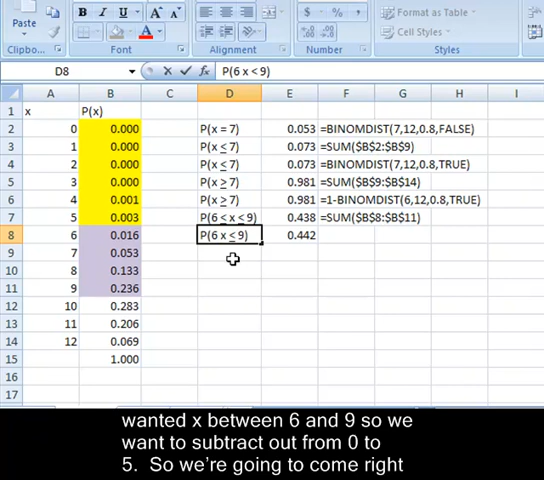 Paste
B I U A A
Format as Table
$ % ,
Cell Styles
Clipbo... Font Alignment Number Styles
D8 fx P(6 x < 9)
A B C D E F G H I
1 x P(x)
2 0 0.000 P(x = 7) 0.053 =BINOMDIST(7,12,0.8,FALSE)
3 1 0.000 P(x ≤ 7) 0.073 =SUM($B$2:$B$9)
4 2 0.000 P(x ≤ 7) 0.073 =BINOMDIST(7,12,0.8,TRUE)
5 3 0.000 P(x ≥ 7) 0.981 =SUM($B$9:$B$14)
6 4 0.001 P(x ≥ 7) 0.981 =1-BINOMDIST(6,12,0.8,TRUE)
7 5 0.003 P(6 ≤ x ≤ 9) 0.438 =SUM($B$8:$B$11)
8 6 0.016 P(6 x ≤ 9) 0.442
9 7 0.053
10 8 0.133
11 9 0.236
12 10 0.283
13 11 0.206
14 12 0.069
15 1.000
16
17
wanted x between 6 and 9 so we
want to subtract out from 0 to
5. So we're going to come right